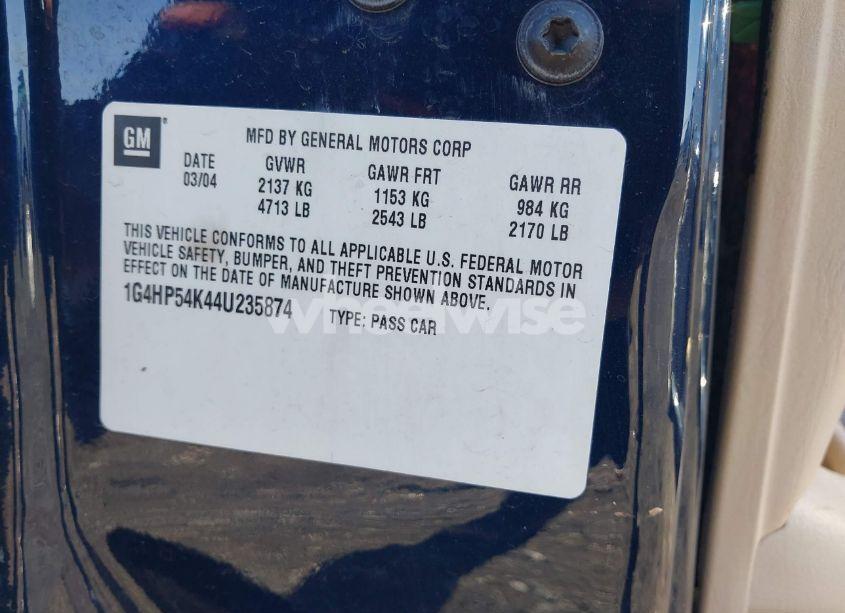 GM ®
MFD BY GENERAL MOTORS CORP
DATE GVWR GAWR FRT GAWR RR
03/04 2137 KG 1153 KG 984 KG
4713 LB 2543 LB 2170 LB
THIS VEHICLE CONFORMS TO ALL APPLICABLE U.S. FEDERAL MOTOR
VEHICLE SAFETY, BUMPER, AND THEFT PREVENTION STANDARDS IN
EFFECT ON THE DATE OF MANUFACTURE SHOWN ABOVE.
1G4HP54K44U235874 TYPE: PASS CAR
wheelwise